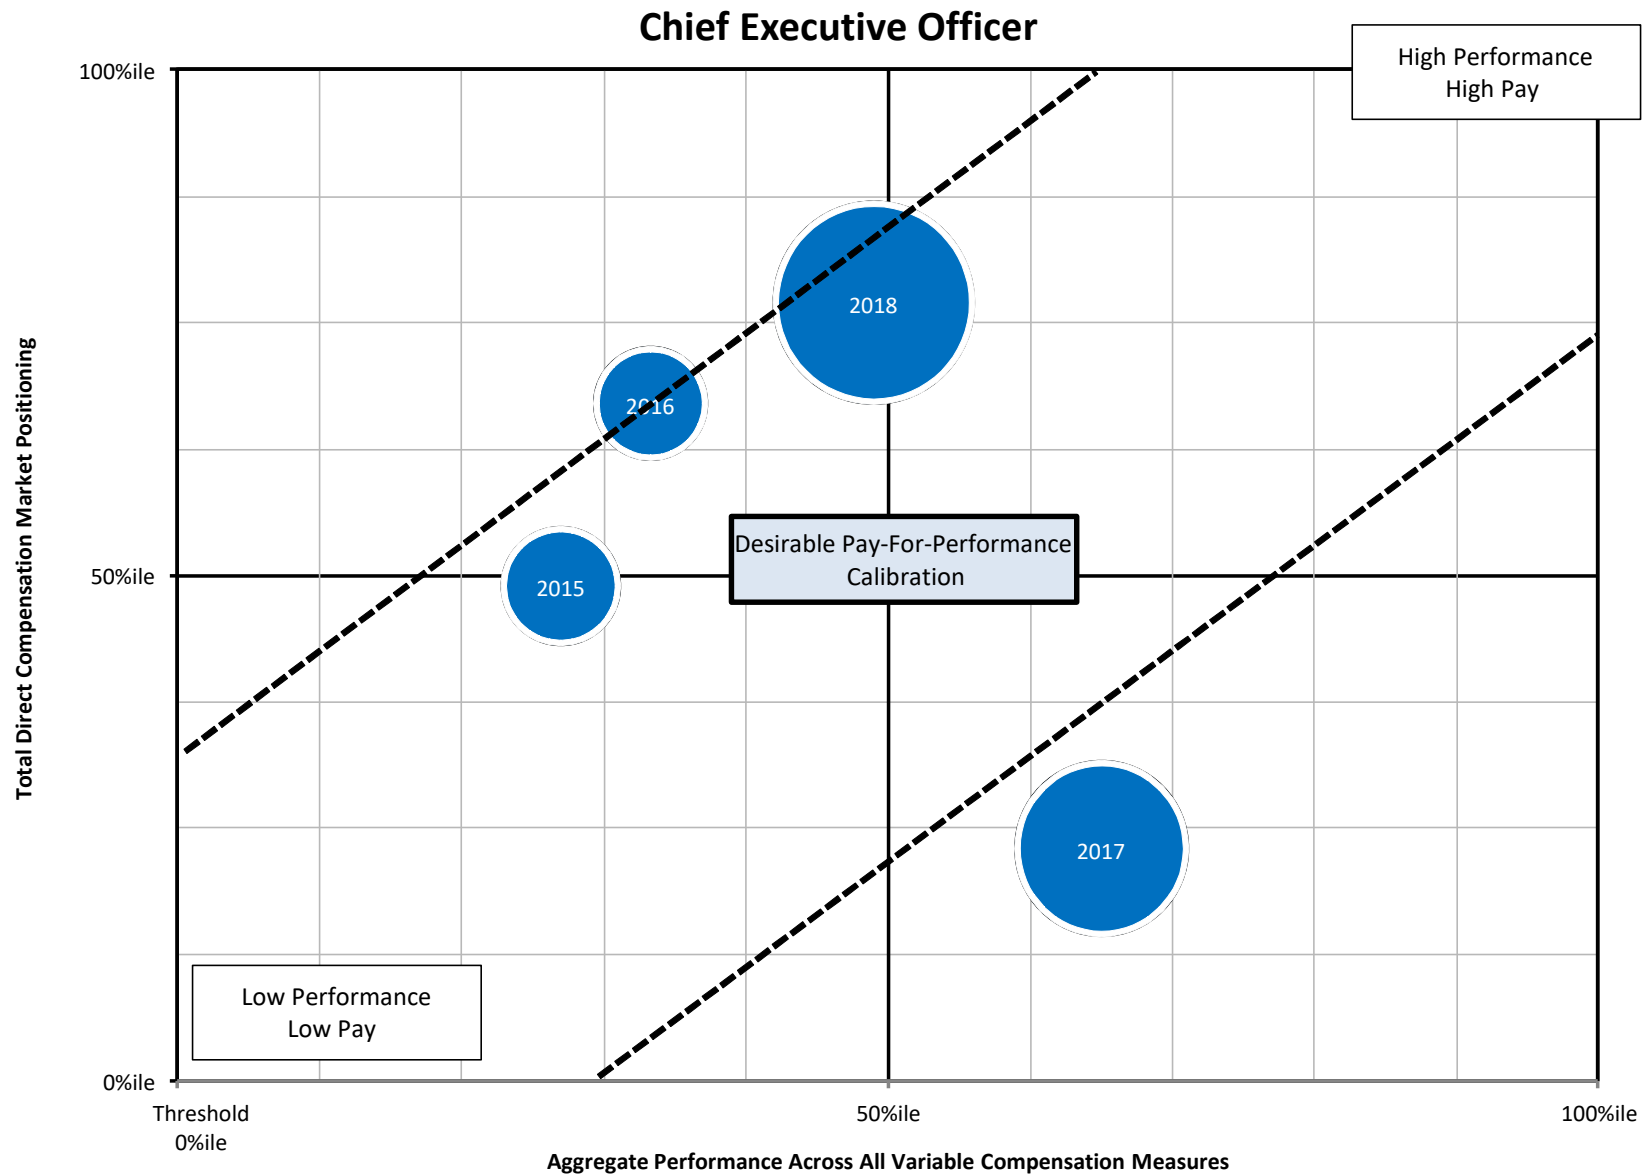 Chief Executive Officer
High Performance
High Pay
100%ile
2018
2016
Total Direct Compensation Market Positioning
Desirable Pay-For-Performance
Calibration
50%ile
2015
2017
Low Performance
Low Pay
0%ile
Threshold
0%ile
50%ile
100%ile
Aggregate Performance Across All Variable Compensation Measures